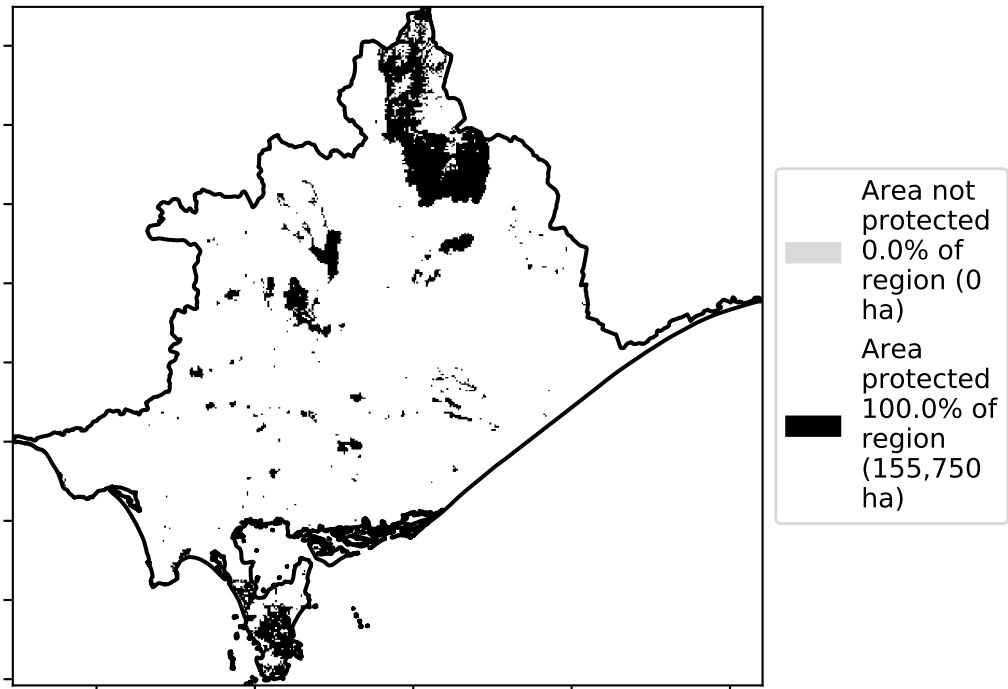 Area not
protected
0.0% of
region (0
ha)
Area
protected
100.0% of
region
(155,750
ha)